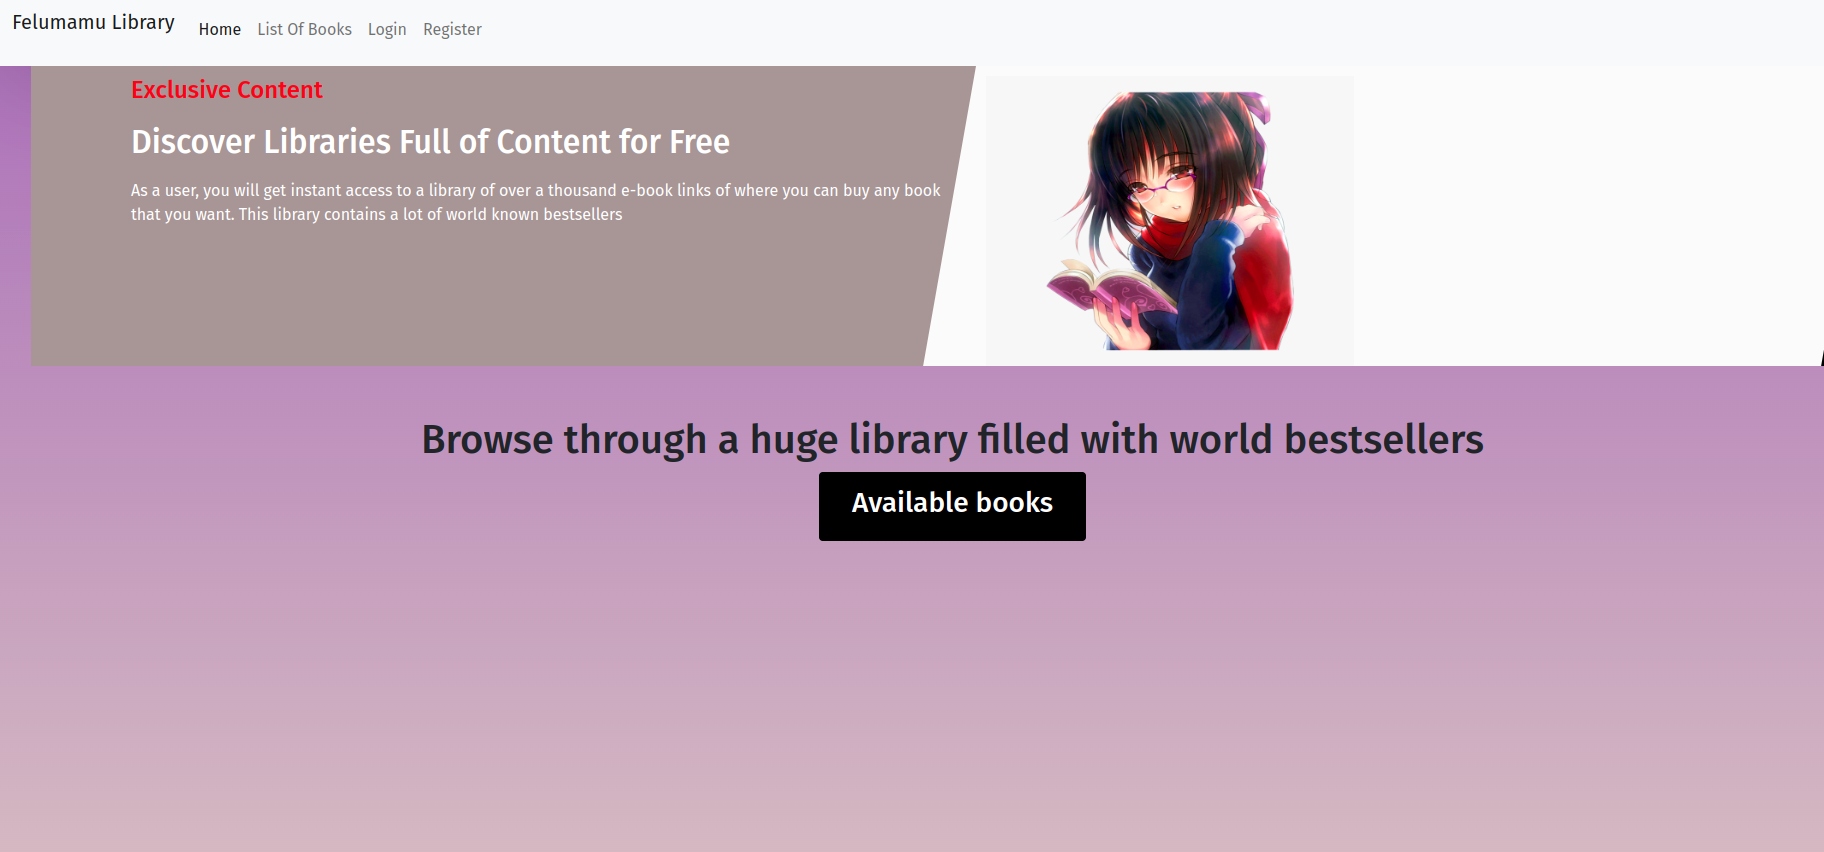 Felumamu Library
Home
List Of Books
Login
Register
Exclusive Content
Discover Libraries Full of Content for Free
As a user, you will get instant access to a library of over a thousand e-book links of where you can buy any book
that you want. This library contains a lot of world known bestsellers
Browse through a huge library filled with world bestsellers
Available books